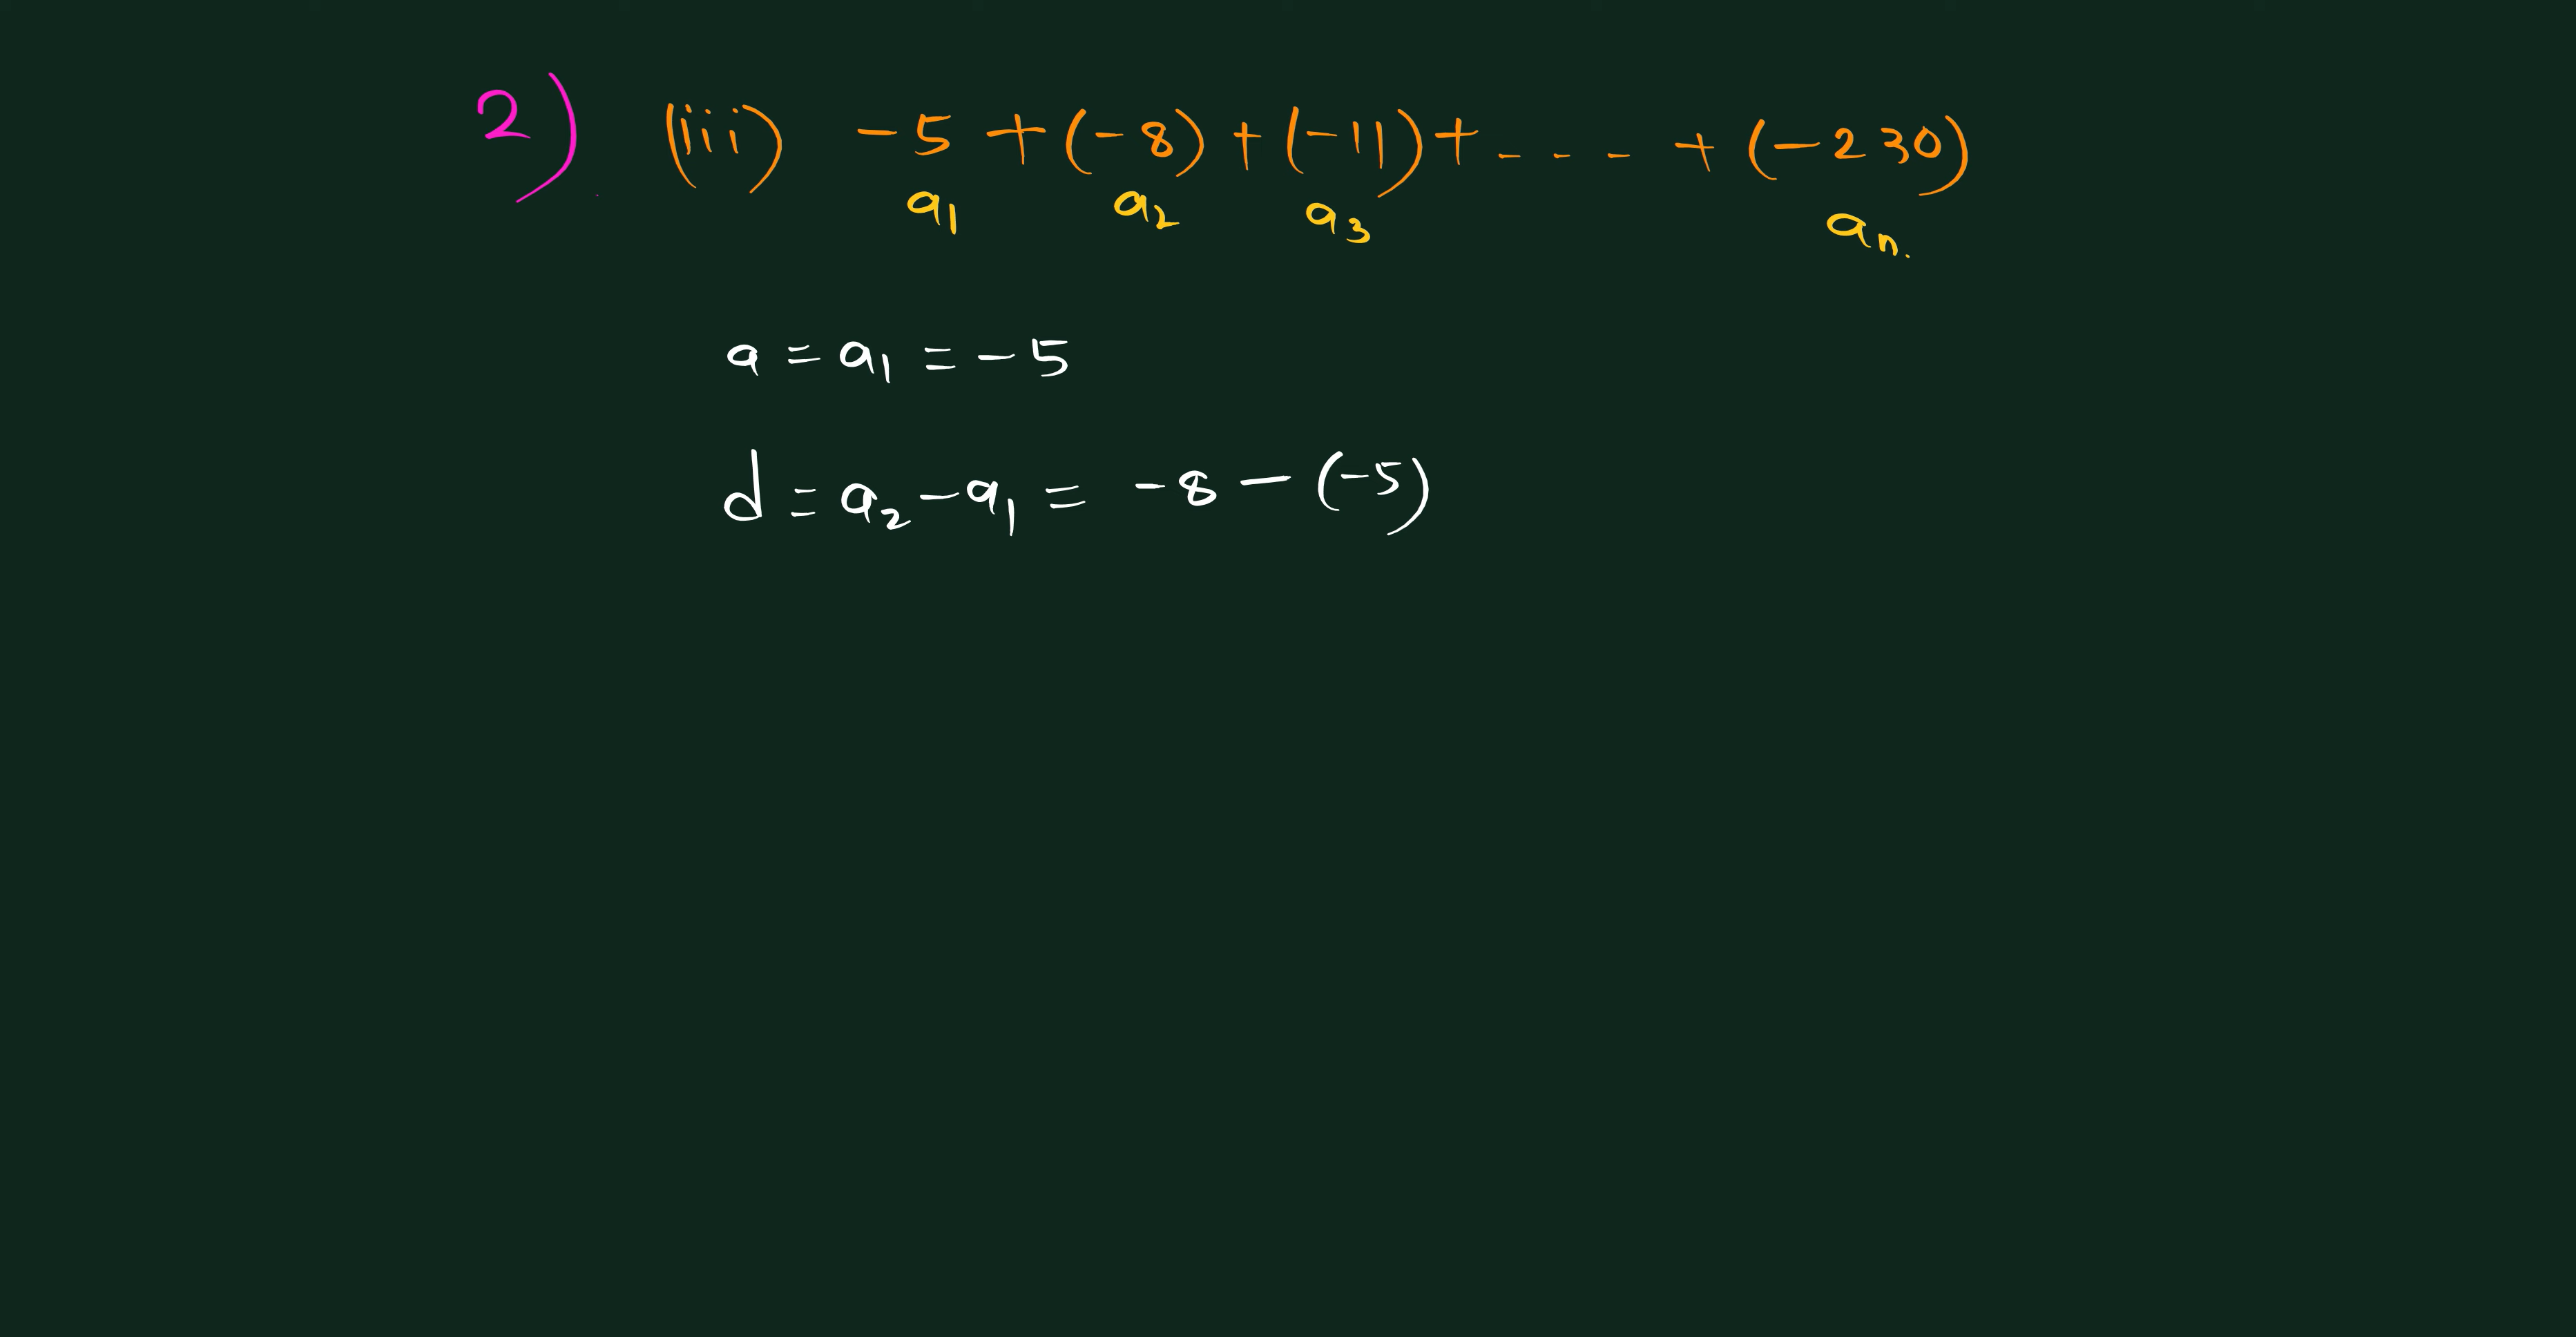 2) (iii) -5 + (-8) + (-11) + - - - + (-230)
a₁ a₂ a₃ aₙ.
a = a₁ = -5
d = a₂ - a₁ = -8 - (-5)